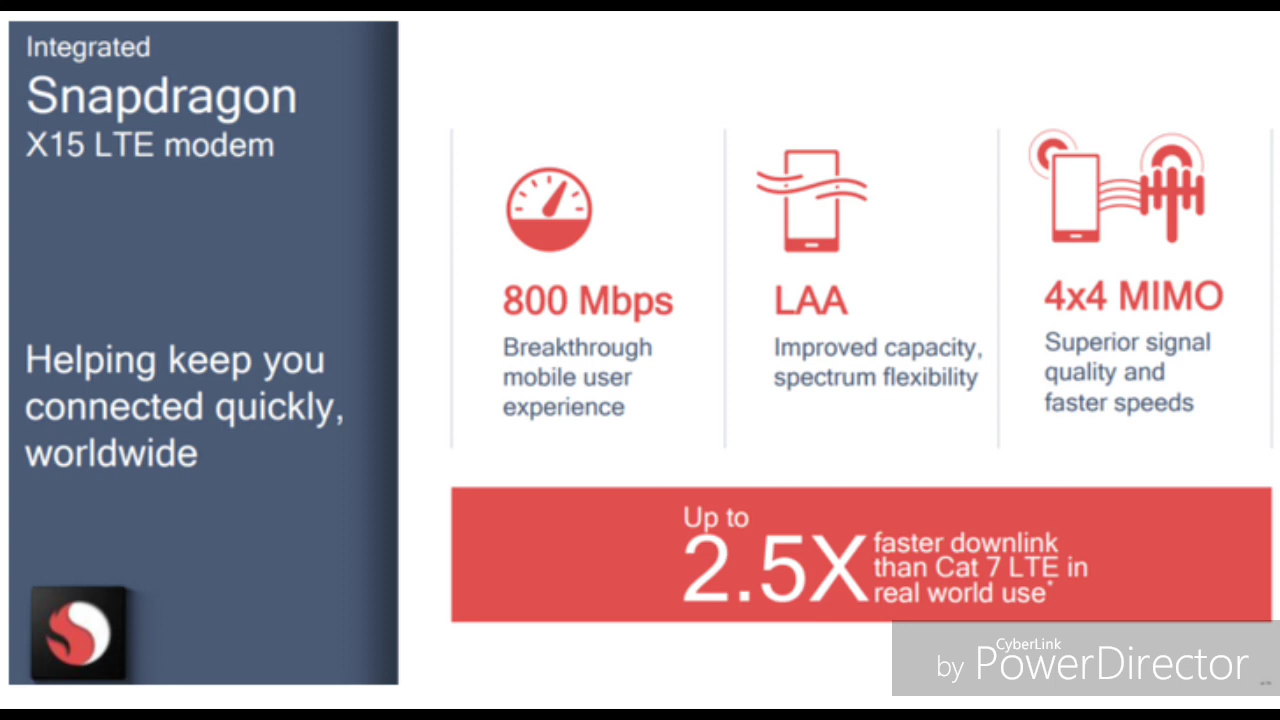 Integrated
Snapdragon
X15 LTE modem
Helping keep you
connected quickly,
worldwide
800 Mbps
Breakthrough
mobile user
experience
LAA
Improved capacity,
spectrum flexibility
4x4 MIMO
Superior signal
quality and
faster speeds
Up to
2.5X
faster downlink
than Cat 7 LTE in
real world use*
CyberLink
by PowerDirector